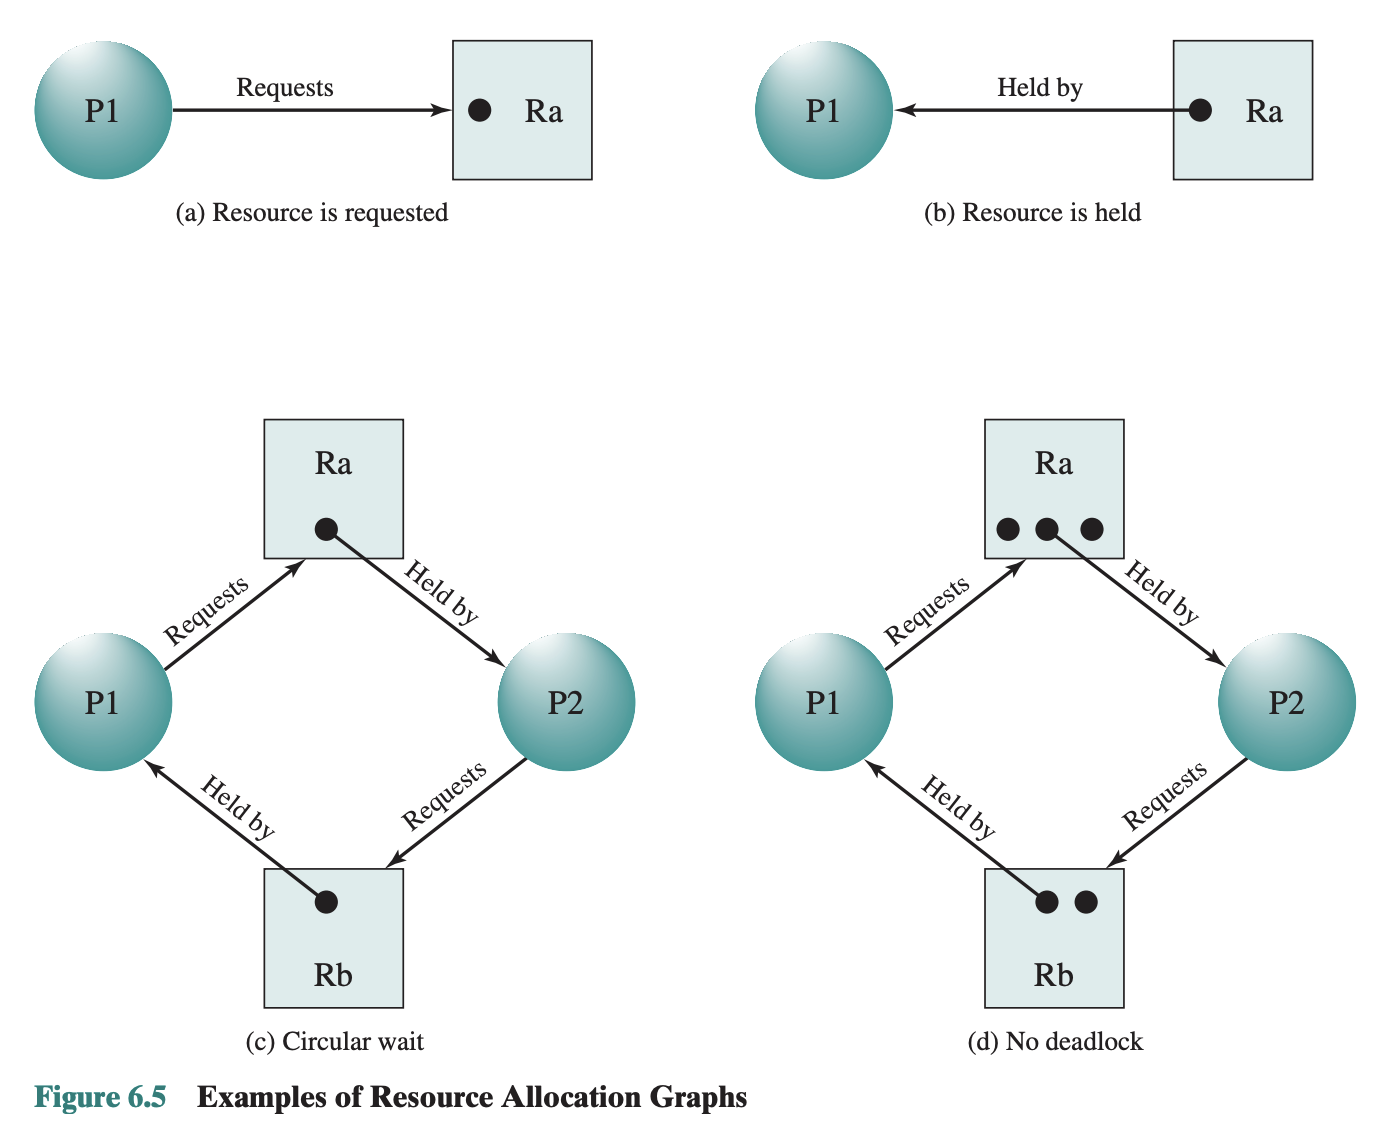 Requests
P1
Ra
(a) Resource is requested
Held by
P1
Ra
(b) Resource is held
Ra
Requests
Held by
P1
P2
Held by
Requests
Rb
(c) Circular wait
Ra
Requests
Held by
P1
P2
Held by
Requests
Rb
(d) No deadlock
Figure 6.5 Examples of Resource Allocation Graphs